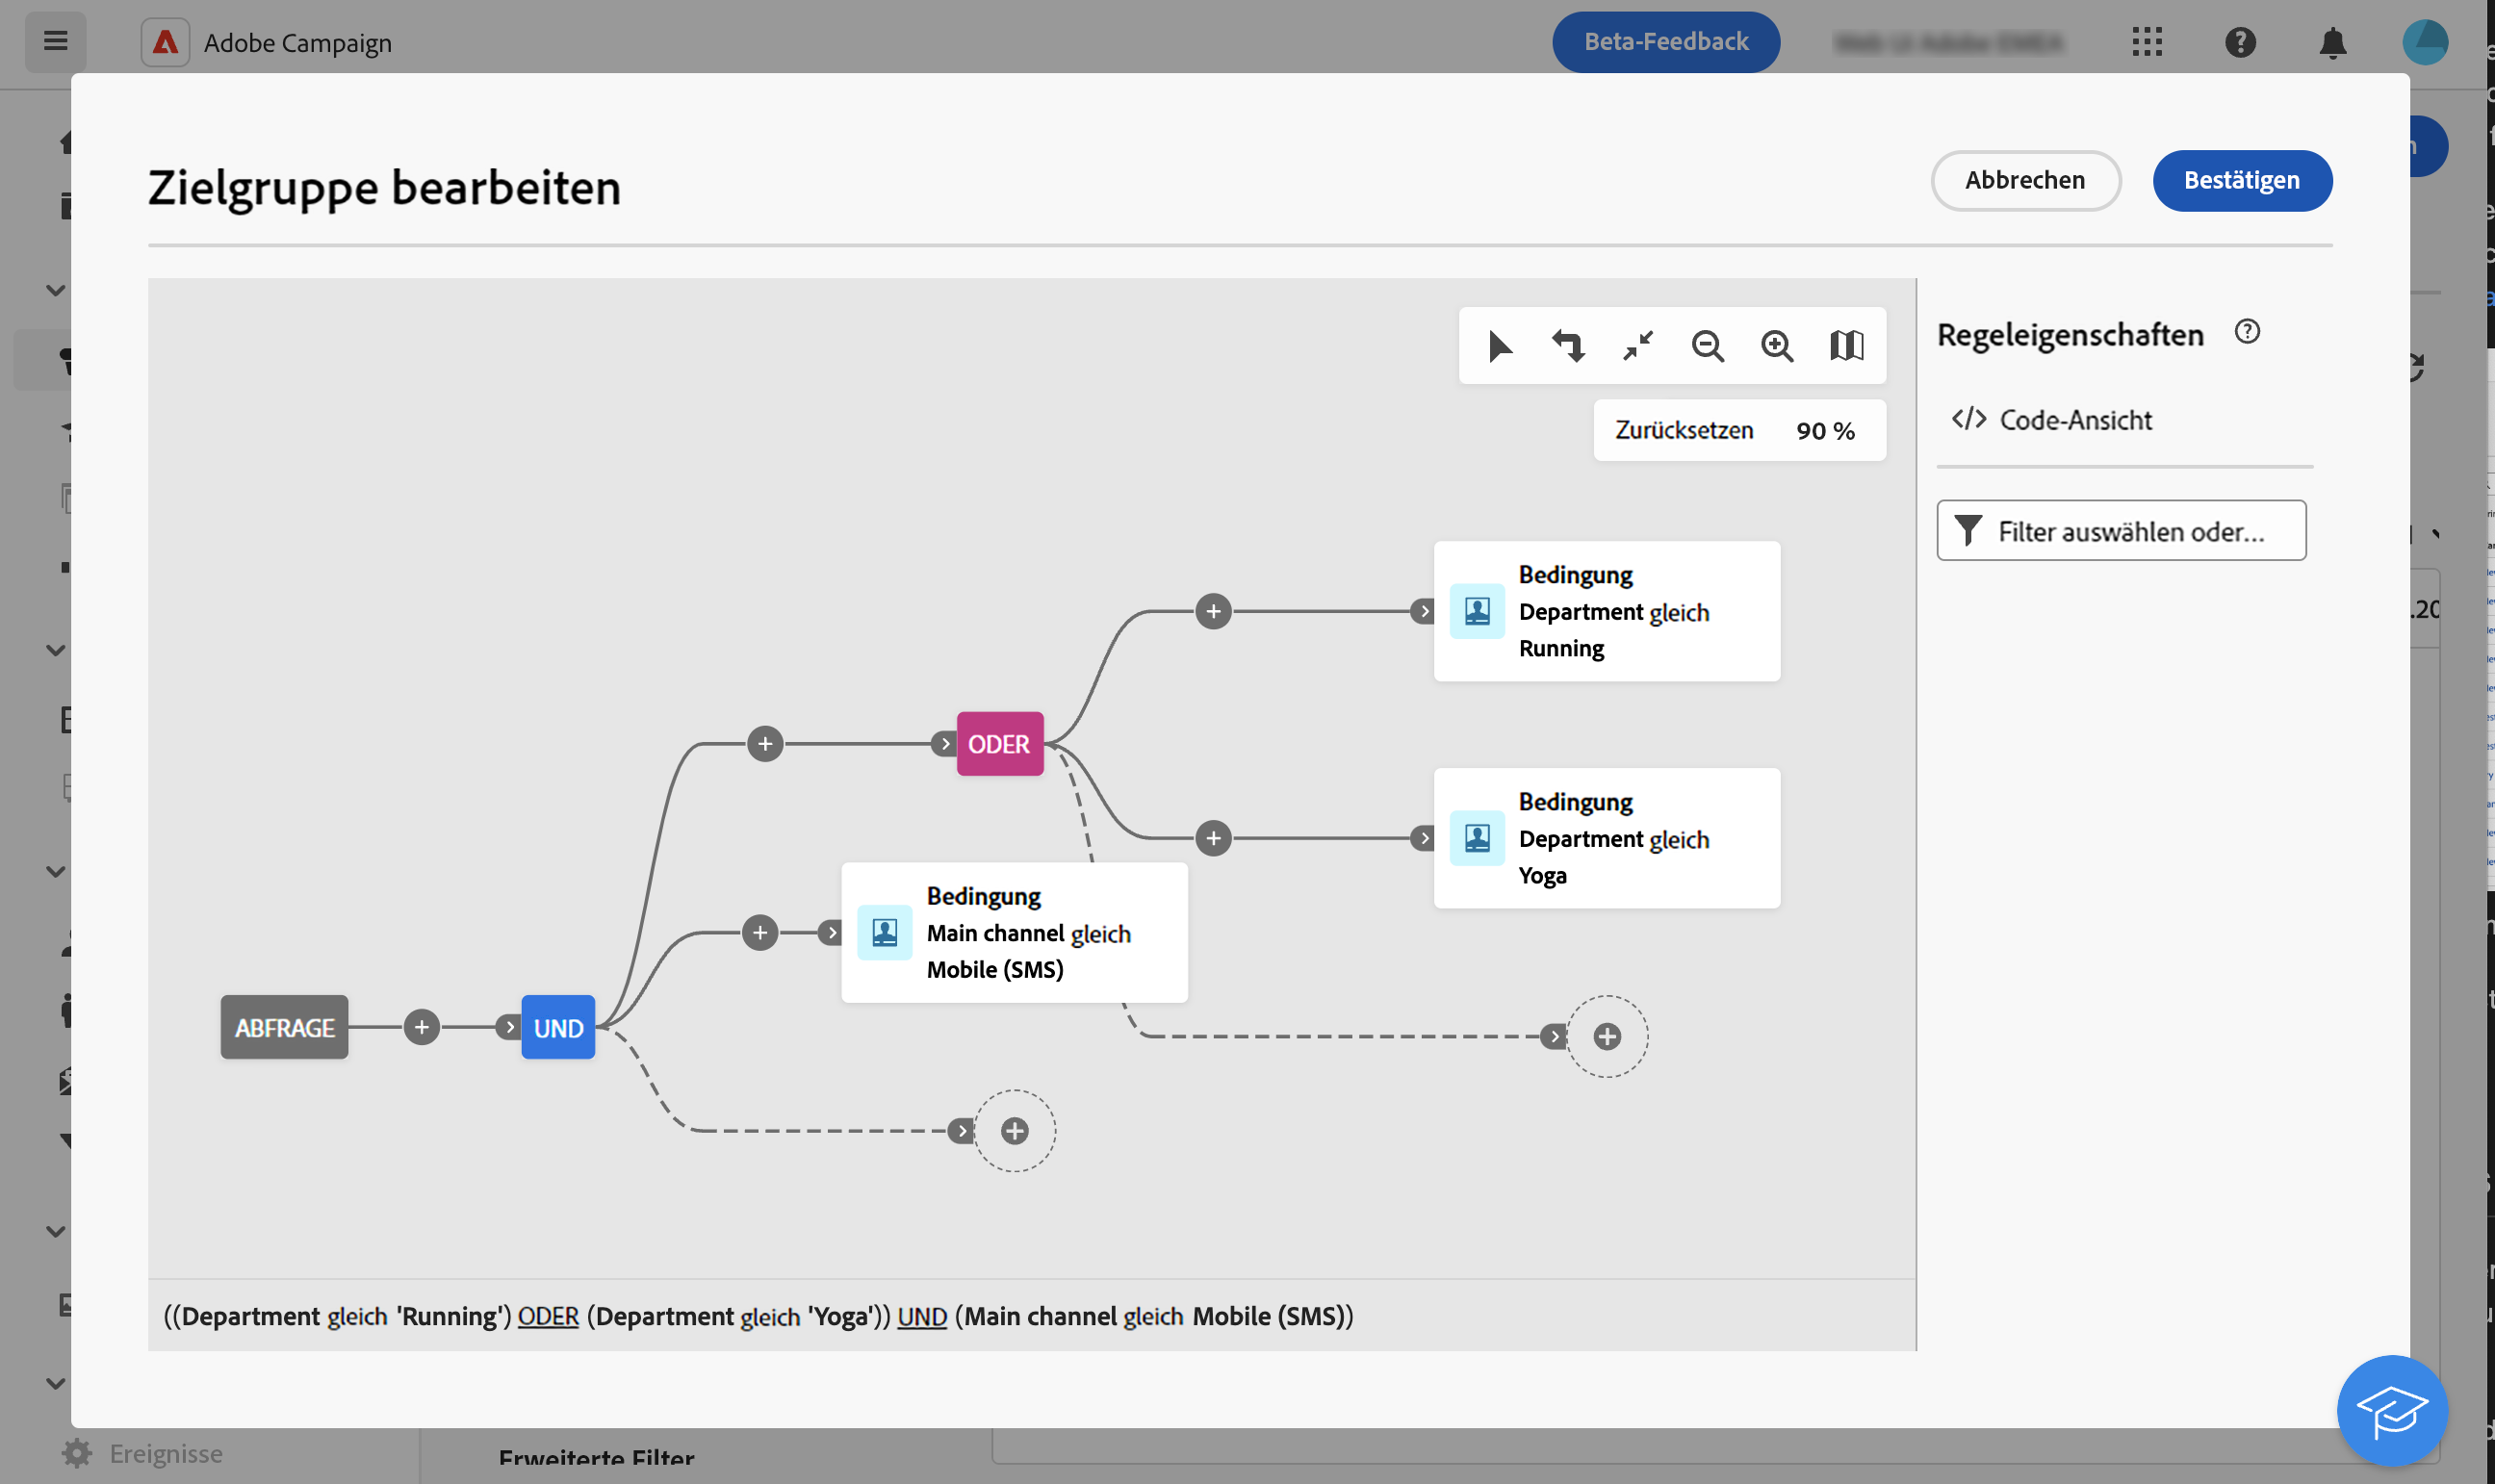 Adobe Campaign
Beta-Feedback
Zielgruppe bearbeiten
Abbrechen
Bestätigen
Zurücksetzen 90 %
Regeleigenschaften
</> Code-Ansicht
Filter auswählen oder...
Bedingung
Department gleich
Running
ODER
Bedingung
Department gleich
Yoga
Bedingung
Main channel gleich
Mobile (SMS)
ABFRAGE
UND
((Department gleich 'Running') ODER (Department gleich 'Yoga')) UND (Main channel gleich Mobile (SMS))
Ereignisse
Erweiterte Filter